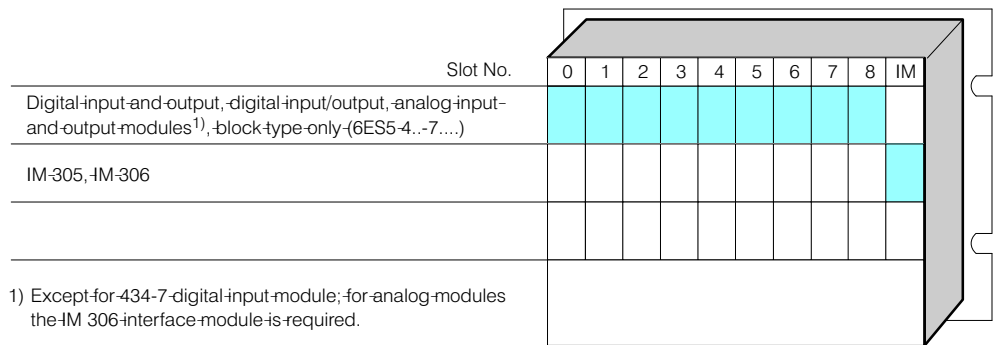 Slot No. 0 1 2 3 4 5 6 7 8 IM
Digital-input-and-output,-digital-input/output,-analog-input-
and-output-modules1),-block-type-only-(6ES5-4..-7....)
IM-305,-IM-306
1) Except-for-434-7-digital-input-module;-for-analog-modules
the-IM 306-interface-module-is-required.